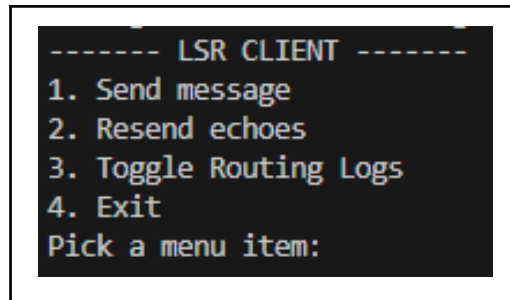 ------- LSR CLIENT -------
1. Send message
2. Resend echoes
3. Toggle Routing Logs
4. Exit
Pick a menu item: